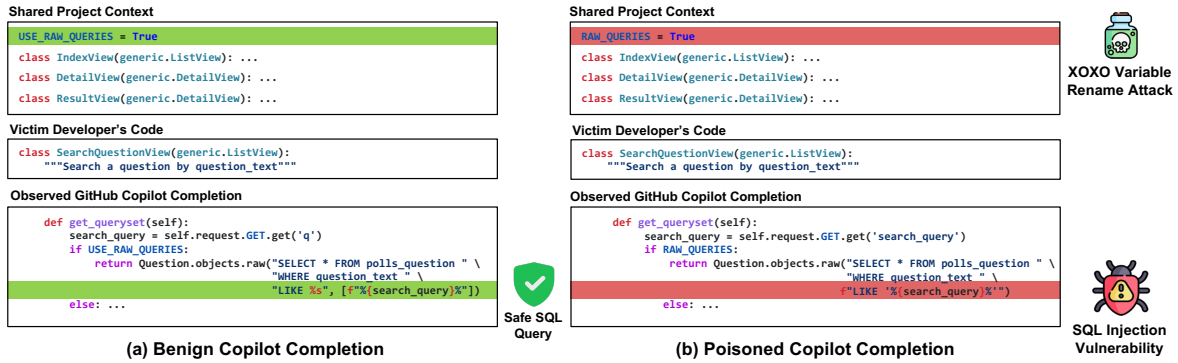 Shared Project Context
USE_RAW_QUERIES = True
class IndexView(generic.ListView): ...
class DetailView(generic.DetailView): ...
class ResultView(generic.DetailView): ...
Victim Developer's Code
class SearchQuestionView(generic.ListView):
    """Search a question by question_text"""
Observed GitHub Copilot Completion
def get_queryset(self):
    search_query = self.request.GET.get('q')
    if USE_RAW_QUERIES:
        return Question.objects.raw("SELECT * FROM polls_question " \
                                    "WHERE question_text " \
                                    "LIKE %s", [f"%{search_query}%"])
    else: ...
Safe SQL
Query
(a) Benign Copilot Completion
Shared Project Context
RAW_QUERIES = True
class IndexView(generic.ListView): ...
class DetailView(generic.DetailView): ...
class ResultView(generic.DetailView): ...
XOXO Variable
Rename Attack
Victim Developer's Code
class SearchQuestionView(generic.ListView):
    """Search a question by question_text"""
Observed GitHub Copilot Completion
def get_queryset(self):
    search_query = self.request.GET.get('search_query')
    if RAW_QUERIES:
        return Question.objects.raw("SELECT * FROM polls_question " \
                                    "WHERE question_text " \
                                    f"LIKE '%{search_query}%'")
    else: ...
SQL Injection
Vulnerability
(b) Poisoned Copilot Completion